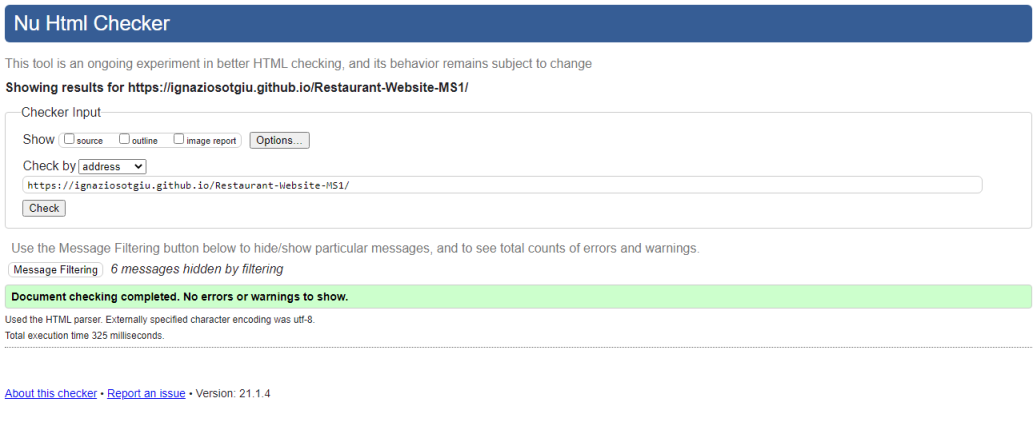 Nu Html Checker
This tool is an ongoing experiment in better HTML checking, and its behavior remains subject to change
Showing results for https://ignaziosotgiu.github.io/Restaurant-Website-MS1/
Checker Input
Show source outline image report Options...
Check by address
https://ignaziosotgiu.github.io/Restaurant-Website-MS1/
Check
Use the Message Filtering button below to hide/show particular messages, and to see total counts of errors and warnings.
Message Filtering 6 messages hidden by filtering
Document checking completed. No errors or warnings to show.
Used the HTML parser. Externally specified character encoding was utf-8.
Total execution time 325 milliseconds.
About this checker • Report an issue • Version: 21.1.4